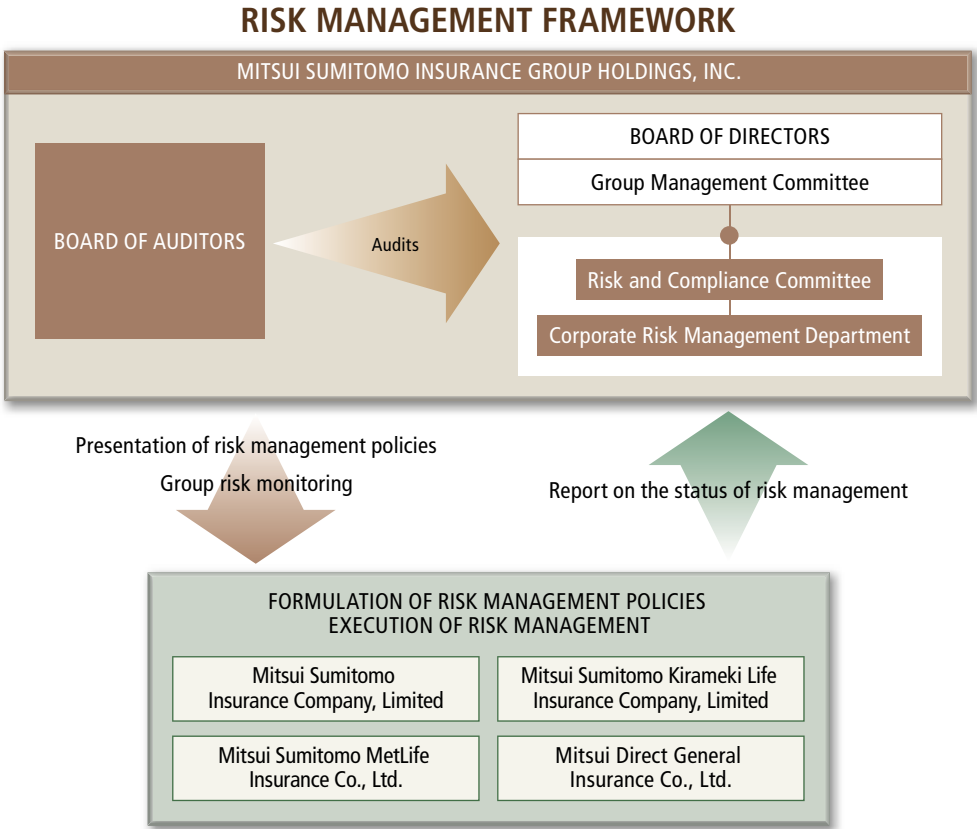 RISK MANAGEMENT FRAMEWORK
MITSUI SUMITOMO INSURANCE GROUP HOLDINGS, INC.
BOARD OF AUDITORS
Audits
BOARD OF DIRECTORS
Group Management Committee
Risk and Compliance Committee
Corporate Risk Management Department
Presentation of risk management policies
Group risk monitoring
Report on the status of risk management
FORMULATION OF RISK MANAGEMENT POLICIES
EXECUTION OF RISK MANAGEMENT
Mitsui Sumitomo
Insurance Company, Limited
Mitsui Sumitomo Kirameki Life
Insurance Company, Limited
Mitsui Sumitomo MetLife
Insurance Co., Ltd.
Mitsui Direct General
Insurance Co., Ltd.